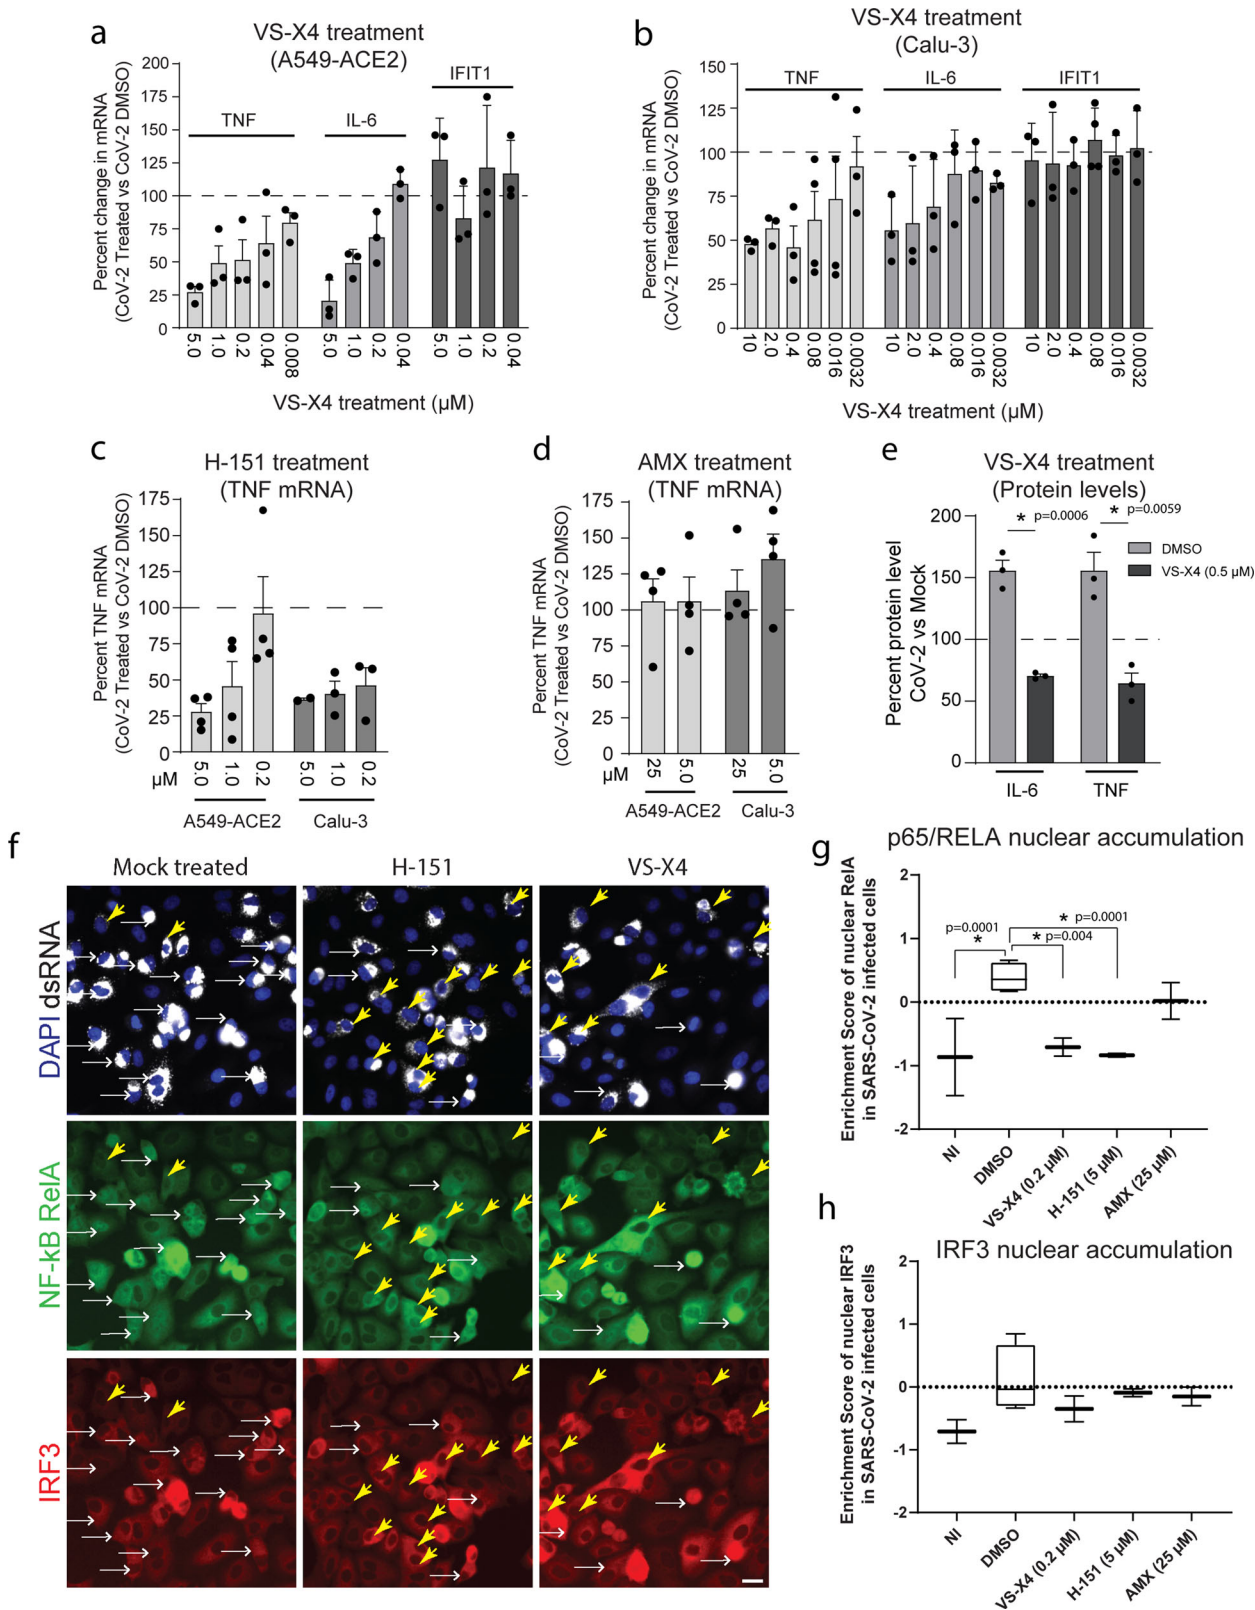 a
VS-X4 treatment
(A549-ACE2)
Percent change in mRNA
(CoV-2 Treated vs CoV-2 DMSO)
200
175
150
125
100
75
50
25
0
TNF
IL-6
IFIT1
5.0
1.0
0.2
0.04
0.008
5.0
1.0
0.2
0.04
5.0
1.0
0.2
0.04
VS-X4 treatment (µM)
b
VS-X4 treatment
(Calu-3)
Percent change in mRNA
(CoV-2 Treated vs CoV-2 DMSO)
150
125
100
75
50
25
0
TNF
IL-6
IFIT1
10
2.0
0.4
0.08
0.016
0.0032
10
2.0
0.4
0.08
0.016
0.0032
10
2.0
0.4
0.08
0.016
0.0032
VS-X4 treatment (µM)
c
H-151 treatment
(TNF mRNA)
Percent TNF mRNA
(CoV-2 Treated vs CoV-2 DMSO)
175
150
125
100
75
50
25
0
µM
5.0
1.0
0.2
5.0
1.0
0.2
A549-ACE2
Calu-3
d
AMX treatment
(TNF mRNA)
Percent TNF mRNA
(CoV-2 Treated vs CoV-2 DMSO)
175
150
125
100
75
50
25
0
µM
25
5.0
25
5.0
A549-ACE2
Calu-3
e
VS-X4 treatment
(Protein levels)
Percent protein level
CoV-2 vs Mock
200
150
100
50
0
* p=0.0006
* p=0.0059
DMSO
VS-X4 (0.5 µM)
IL-6
TNF
f
Mock treated
H-151
VS-X4
DAPI dsRNA
NF-kB RelA
IRF3
g
p65/RELA nuclear accumulation
Enrichment Score of nuclear RelA
in SARS-CoV-2 infected cells
2
1
0
-1
-2
p=0.0001
*
* p=0.0001
* p=0.004
NI
DMSO
VS-X4 (0.2 µM)
H-151 (5 µM)
AMX (25 µM)
h
IRF3 nuclear accumulation
Enrichment Score of nuclear IRF3
in SARS-CoV-2 infected cells
2
1
0
-1
-2
NI
DMSO
VS-X4 (0.2 µM)
H-151 (5 µM)
AMX (25 µM)